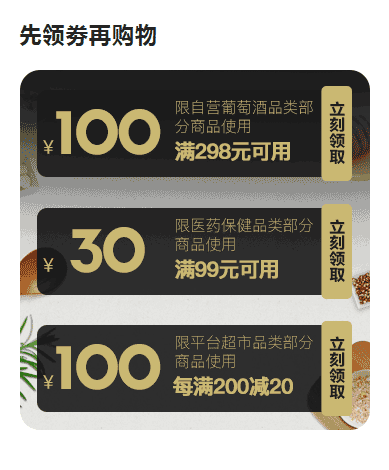 先领券再购物
¥100
限自营葡萄酒品类部
分商品使用
满298元可用
立刻领取
¥30
限医药保健品类部分
商品使用
满99元可用
立刻领取
¥100
限平台超市品类部分
商品使用
每满200减20
立刻领取